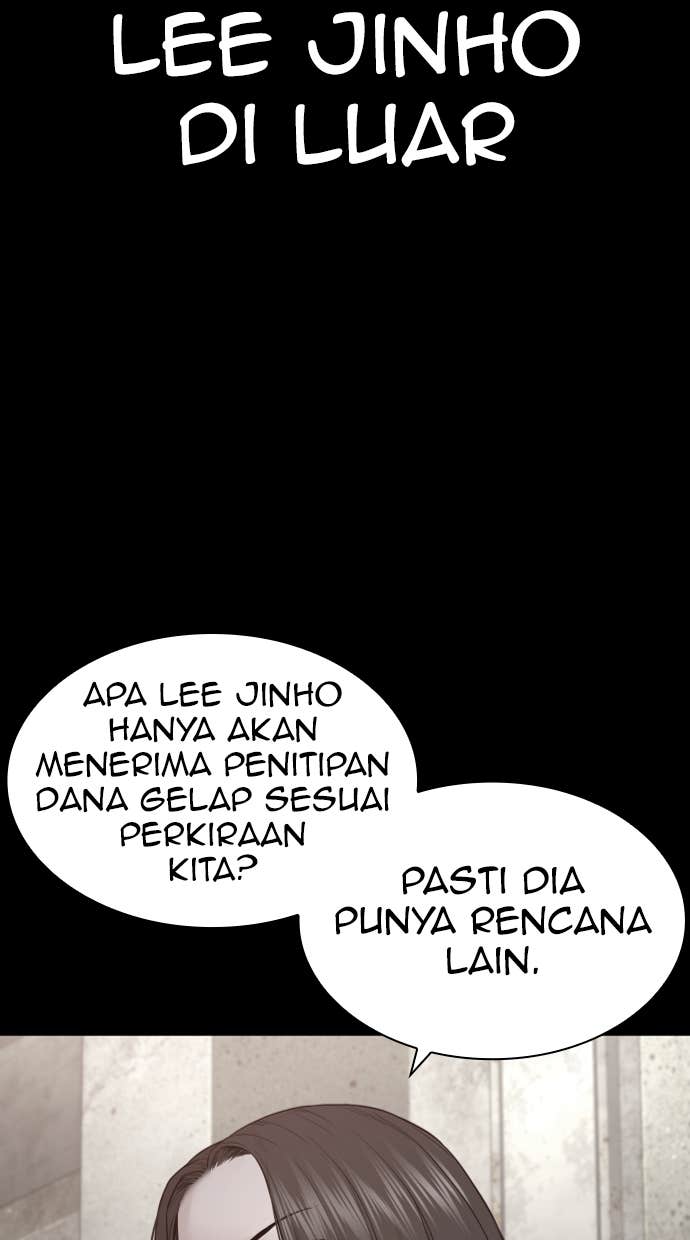 LEE JINHO
DI LUAR
APA LEE JINHO
HANYA AKAN
MENERIMA PENITIPAN
DANA GELAP SESUAI
PERKIRAAN
KITA?
PASTI DIA
PUNYA RENCANA
LAIN.